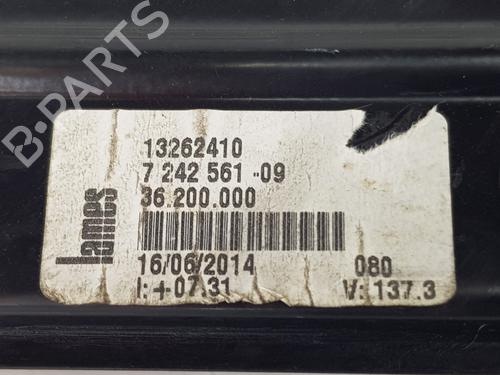 B-PARTS
lames
13262410
7 242 561 -09
36.200.000
16/06/2014 080
I: + 07.31 V: 137.3